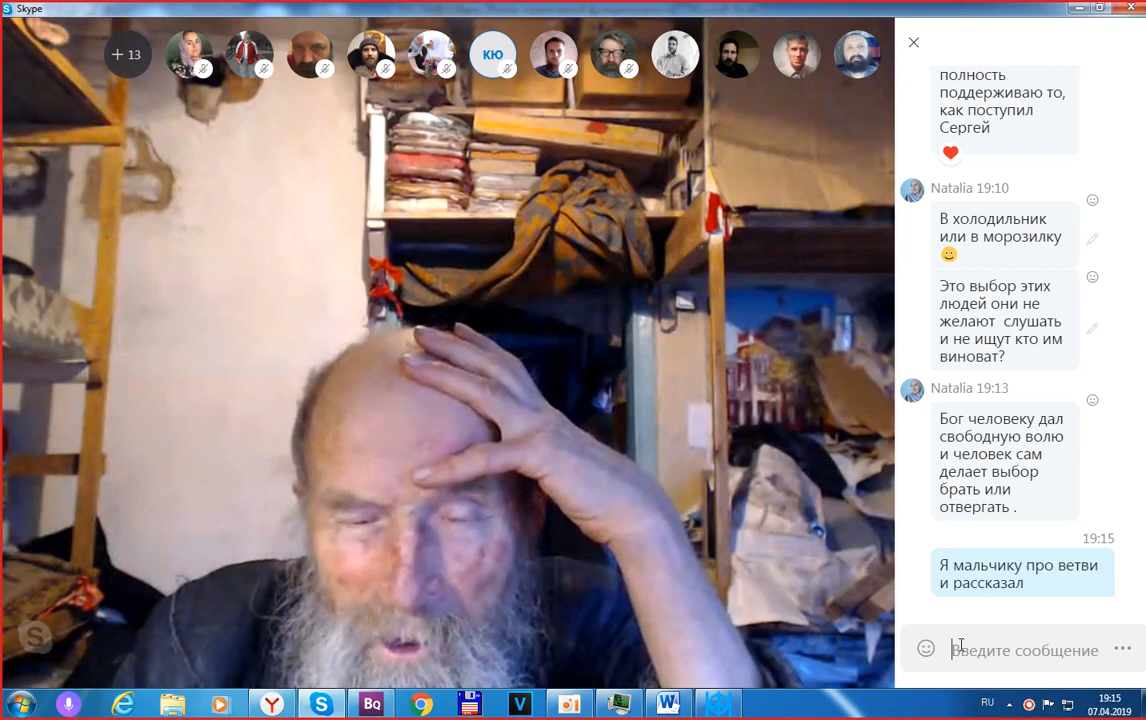 Skype
+ 13
КЮ
полность
поддерживаю то,
как поступил
Сергей
Natalia 19:10
В холодильник
или в морозилку
Это выбор этих
людей они не
желают слушать
и не ищут кто им
виноват?
Natalia 19:13
Бог человеку дал
свободную волю
и человек сам
делает выбор
брать или
отвергать .
19:15
Я мальчику про ветви
и рассказал
Введите сообщение
Bq
V
W
RU
19:15
07.04.2019